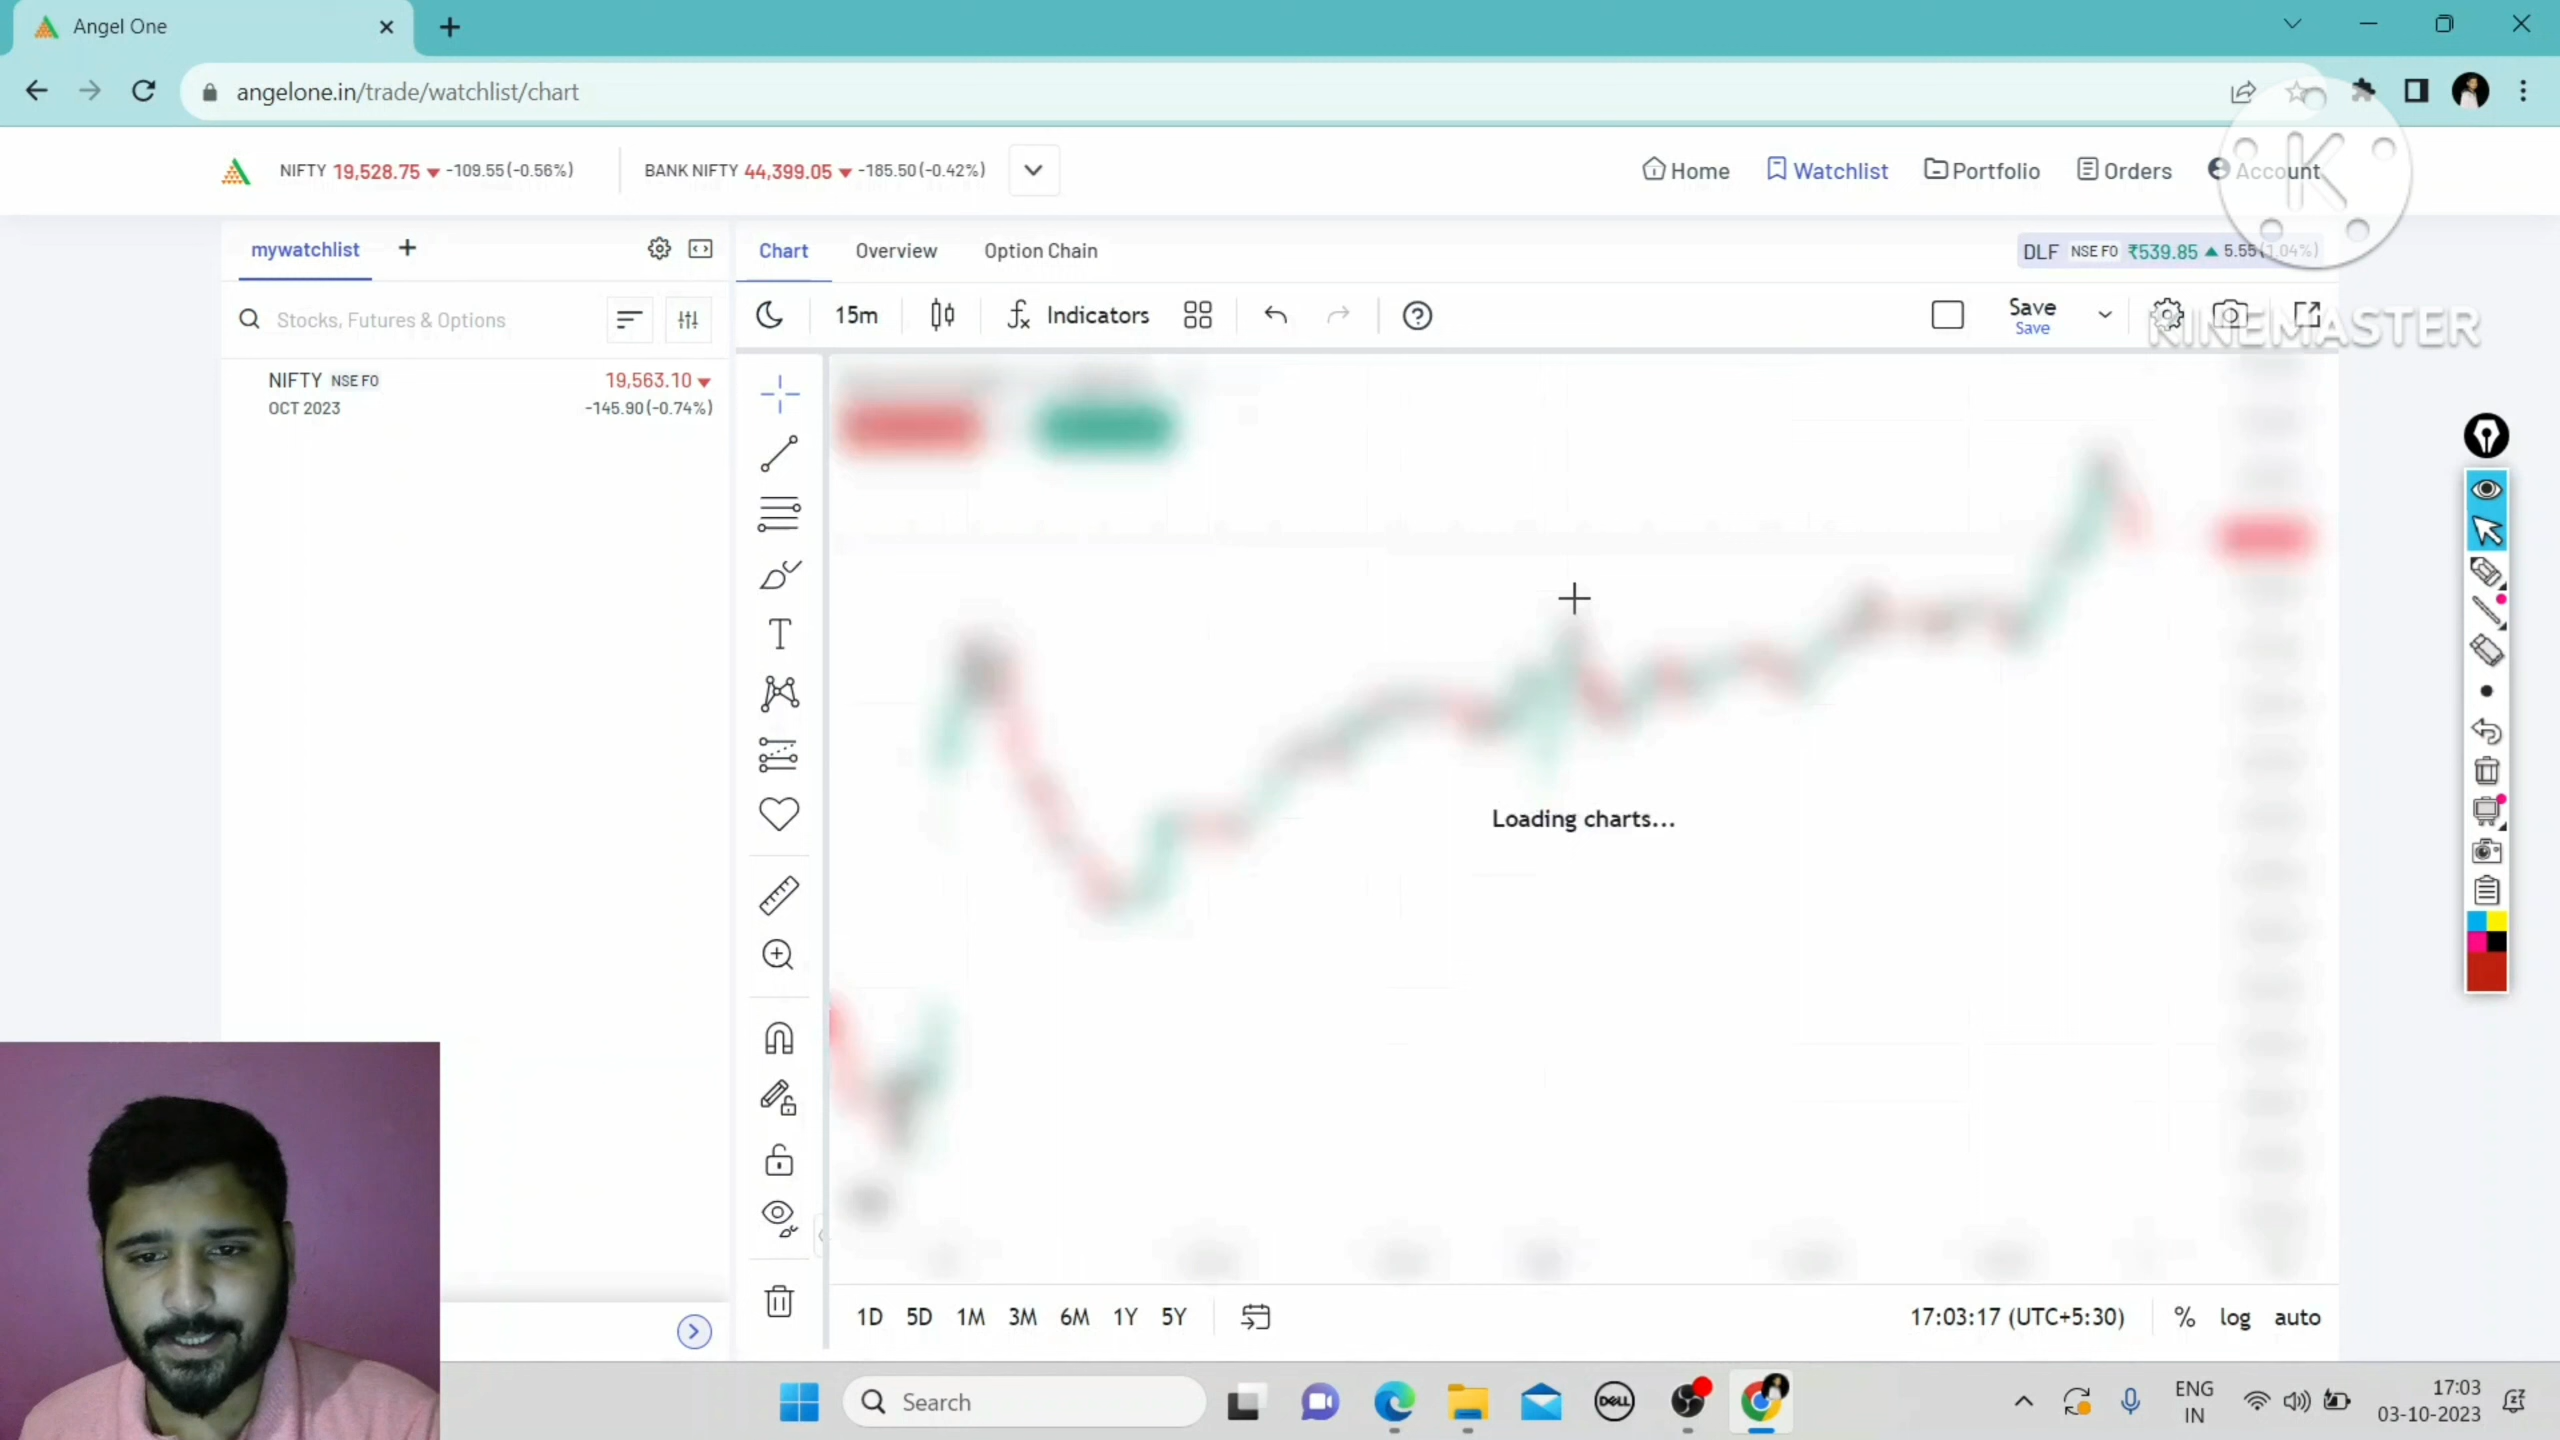 Angel One
angelone.in/trade/watchlist/chart
NIFTY 19,528.75 -109.55(-0.56%) BANK NIFTY 44,399.05 -185.50(-0.42%)
Home Watchlist Portfolio Orders Account
K
mywatchlist
Chart Overview Option Chain
DLF NSE FO ₹539.85 5.55(1.04%)
Stocks, Futures & Options
15m Indicators
Save
Save
KINEMASTER
NIFTY NSE FO 19,563.10
OCT 2023 -145.90(-0.74%)
Loading charts...
1D 5D 1M 3M 6M 1Y 5Y
17:03:17 (UTC+5:30) % log auto
Search
DELL
ENG
IN
17:03
03-10-2023